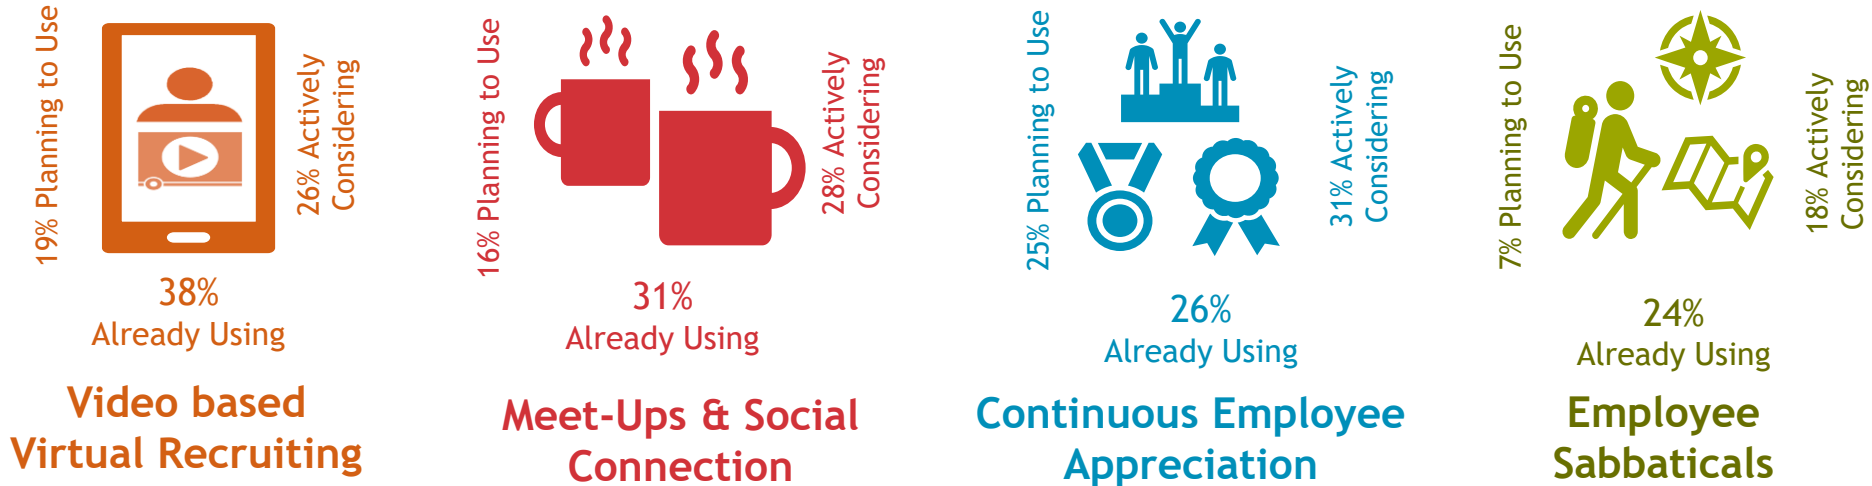 19% Planning to Use
26% Actively
Considering
38%
Already Using
Video based
Virtual Recruiting
16% Planning to Use
28% Actively
Considering
31%
Already Using
Meet-Ups & Social
Connection
25% Planning to Use
31% Actively
Considering
26%
Already Using
Continuous Employee
Appreciation
7% Planning to Use
18% Actively
Considering
24%
Already Using
Employee
Sabbaticals